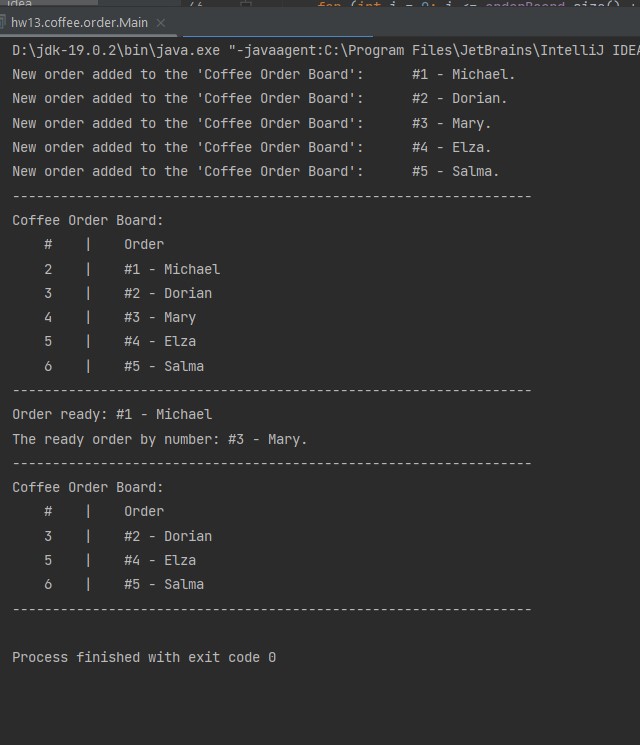 idea
hw13.coffee.order.Main
D:\jdk-19.0.2\bin\java.exe "-javaagent:C:\Program Files\JetBrains\IntelliJ IDEA
New order added to the 'Coffee Order Board':      #1 - Michael.
New order added to the 'Coffee Order Board':      #2 - Dorian.
New order added to the 'Coffee Order Board':      #3 - Mary.
New order added to the 'Coffee Order Board':      #4 - Elza.
New order added to the 'Coffee Order Board':      #5 - Salma.
-----------------------------------------------------------------
Coffee Order Board:
    #    |    Order
    2    |    #1 - Michael
    3    |    #2 - Dorian
    4    |    #3 - Mary
    5    |    #4 - Elza
    6    |    #5 - Salma
-----------------------------------------------------------------
Order ready: #1 - Michael
The ready order by number: #3 - Mary.
-----------------------------------------------------------------
Coffee Order Board:
    #    |    Order
    3    |    #2 - Dorian
    5    |    #4 - Elza
    6    |    #5 - Salma
-----------------------------------------------------------------
Process finished with exit code 0